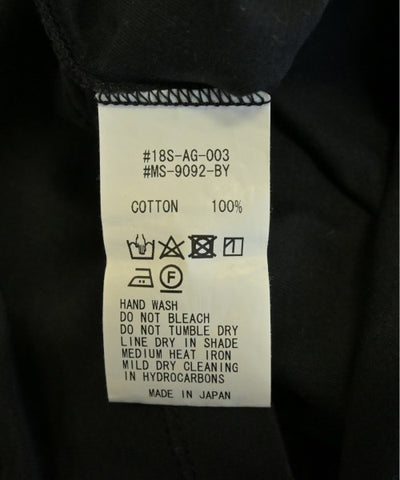 #18S-AG-003
#MS-9092-BY
COTTON 100%
F
HAND WASH
DO NOT BLEACH
DO NOT TUMBLE DRY
LINE DRY IN SHADE
MEDIUM HEAT IRON
MILD DRY CLEANING
IN HYDROCARBONS
MADE IN JAPAN